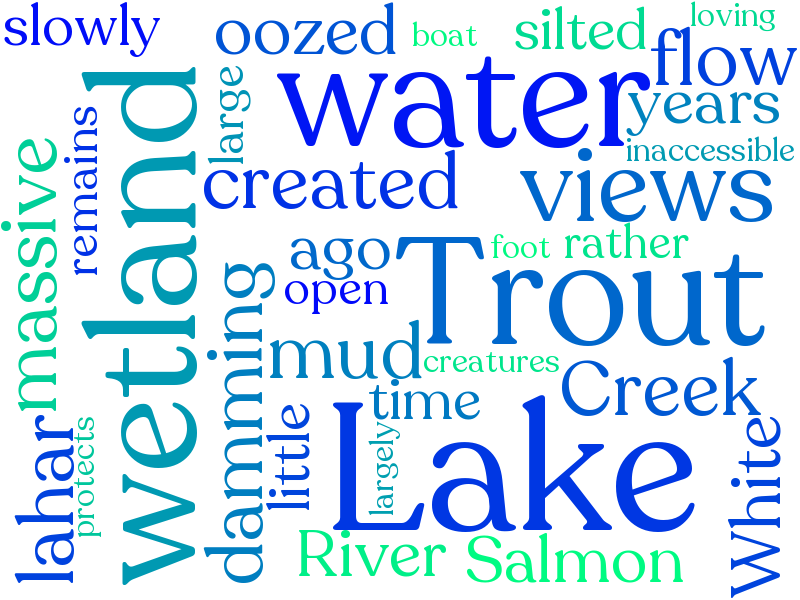 slowly
oozed
boat
silted
loving
flow
water
years
large
inaccessible
remains
massive
wetland
created
views
ago
foot
rather
Trout
open
damming
mud
creatures
time
Creek
little
Lake
largely
lahar
protects
White
River
Salmon